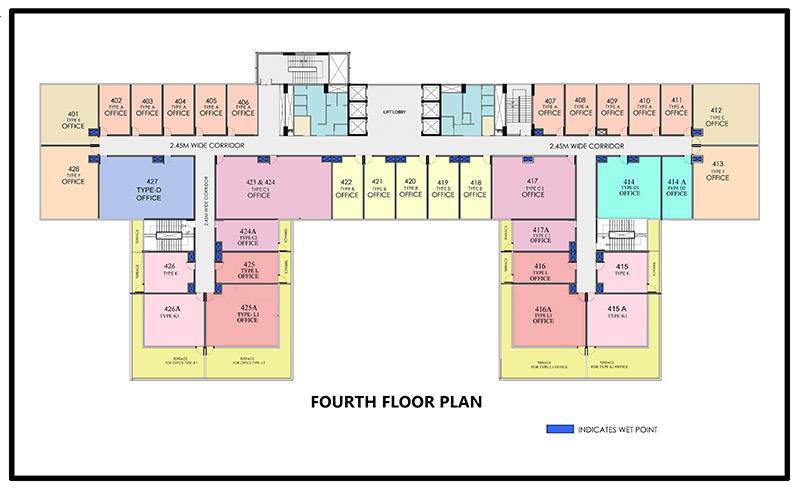 401
TYPE E
OFFICE
402
TYPE A
OFFICE
403
TYPE A
OFFICE
404
TYPE A
OFFICE
405
TYPE A
OFFICE
406
TYPE A
OFFICE
LIFT LOBBY
407
TYPE A
OFFICE
408
TYPE A
OFFICE
409
TYPE A
OFFICE
410
TYPE A
OFFICE
411
TYPE A
OFFICE
412
TYPE E
OFFICE
2.45M WIDE CORRIDOR
2.45M WIDE CORRIDOR
428
TYPE F
OFFICE
427
TYPE-D
OFFICE
2.45M WIDE CORRIDOR
423 & 424
TYPE C1
OFFICE
422
TYPE B
OFFICE
421
TYPE B
OFFICE
420
TYPE B
OFFICE
419
TYPE B
OFFICE
418
TYPE B
OFFICE
417
TYPE C1
OFFICE
414
TYPE D1
OFFICE
414 A
TYPE D2
OFFICE
413
TYPE F
OFFICE
TERRACE
424A
TYPE C2
OFFICE
TERRACE
TERRACE
417A
TYPE C2
OFFICE
426
TYPE K
425
TYPE L
OFFICE
TERRACE
TERRACE
416
TYPE L
OFFICE
415
TYPE K
TERRACE
426A
TYPE-K1
425A
TYPE-L1
OFFICE
416A
TYPE L1
OFFICE
415 A
TYPE-K1
TERRACE
FOR OFFICE TYPE-K1
TERRACE
FOR OFFICE TYPE-L1
TERRACE
FOR TYPE L1 OFFICE
TERRACE
FOR TYPE K1 OFFICE
FOURTH FLOOR PLAN
INDICATES WET POINT